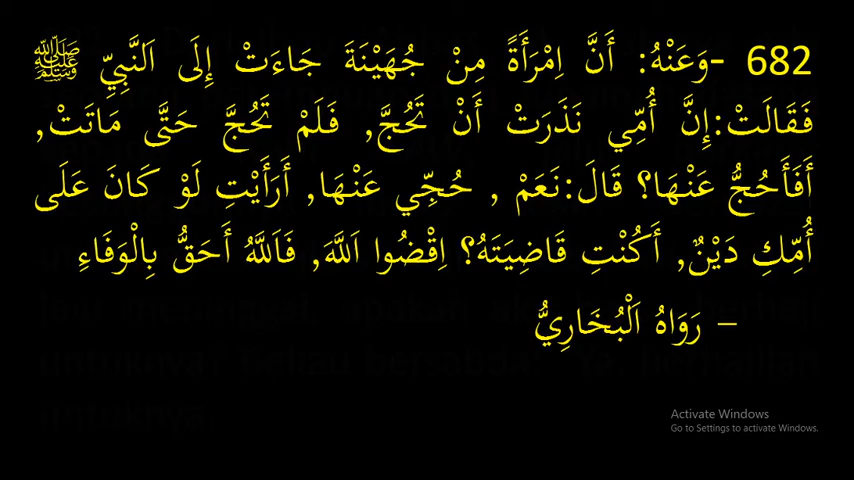 682 -وَعَنْهُ: أَنَّ اِمْرَأَةً مِنْ جُهَيْنَةَ جَاءَتْ إِلَى اَلنَّبِيِّ ﷺ
فَقَالَتْ:إِنَّ أُمِّي نَذَرَتْ أَنْ تَحُجَّ, فَلَمْ تَحُجَّ حَتَّى مَاتَتْ,
أَفَأَحُجُّ عَنْهَا؟ قَالَ:نَعَمْ , حُجِّي عَنْهَا, أَرَأَيْتِ لَوْ كَانَ عَلَى
أُمِّكِ دَيْنٌ, أَكُنْتِ قَاضِيَتَهُ؟ اِقْضُوا اَللَّهَ, فَاَللَّهُ أَحَقُّ بِالْوَفَاءِ
– رَوَاهُ اَلْبُخَارِيُّ
Activate Windows
Go to Settings to activate Windows.